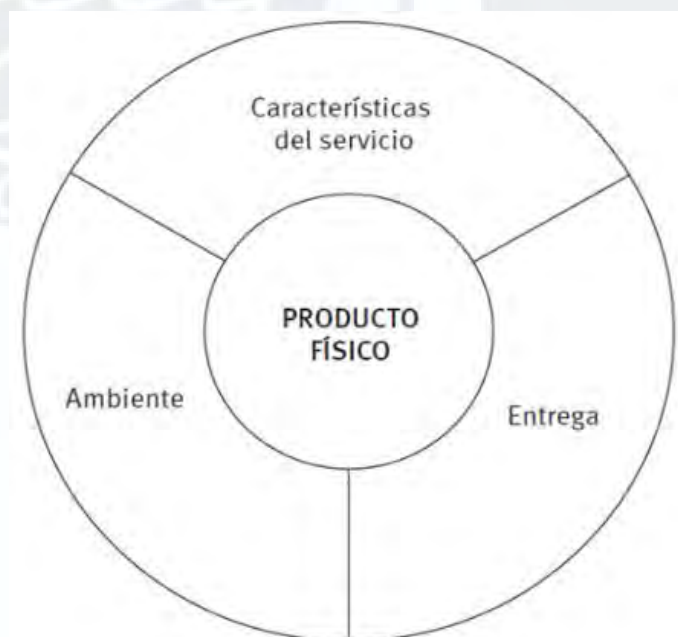 Características
del servicio
PRODUCTO
FÍSICO
Ambiente
Entrega